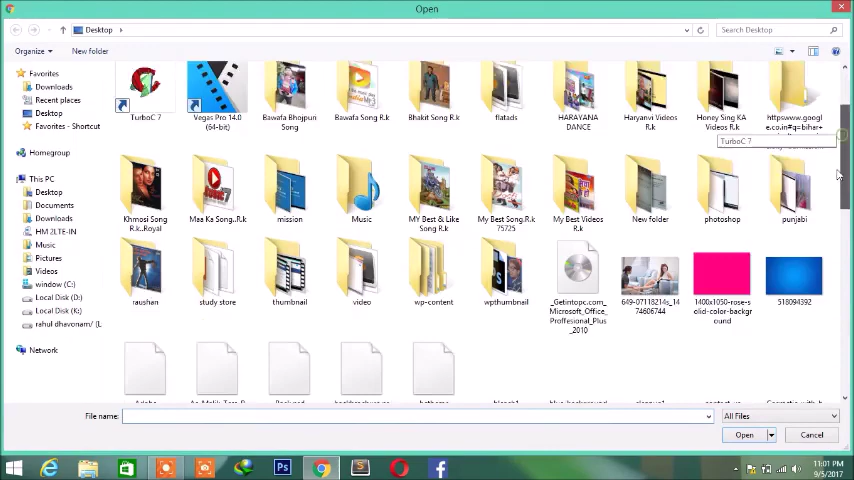 Open
Desktop
Search Desktop
Organize
New folder
Favorites
Downloads
Recent places
Desktop
Favorites - Shortcut
Homegroup
This PC
Desktop
Documents
Downloads
HM 2LTE-IN
Music
Pictures
Videos
window (C:)
Local Disk (D:)
Local Disk (K:)
rahul dhavonam/ (L
Network
TurboC 7
Vegas Pro 14.0 (64-bit)
Bawafa Bhojpuri Song
Bawafa Song R.k
Bhakit Song R.k
flatads
HARAYANA DANCE
Haryanvi Videos R.k
Honey Sing KA Videos R.k
httpswww.googl e.co.in#q=bihar+
TurboC 7
Khmosi Song R.k..Royal
Maa Ka Song..R.k
mission
Music
MY Best & Like Song R.k
My Best Song.R.k 75725
My Best Videos R.k
New folder
photoshop
punjabi
raushan
study store
thumbnail
video
wp-content
wpthumbnail
_Getintopc.com_ Microsoft_Office_ Proffesional_Plus _2010
649-07118214s_14 74606744
1400x1050-rose-s olid-color-backgr ound
518094392
File name:
All Files
Open
Cancel
11:01 PM
9/5/2017